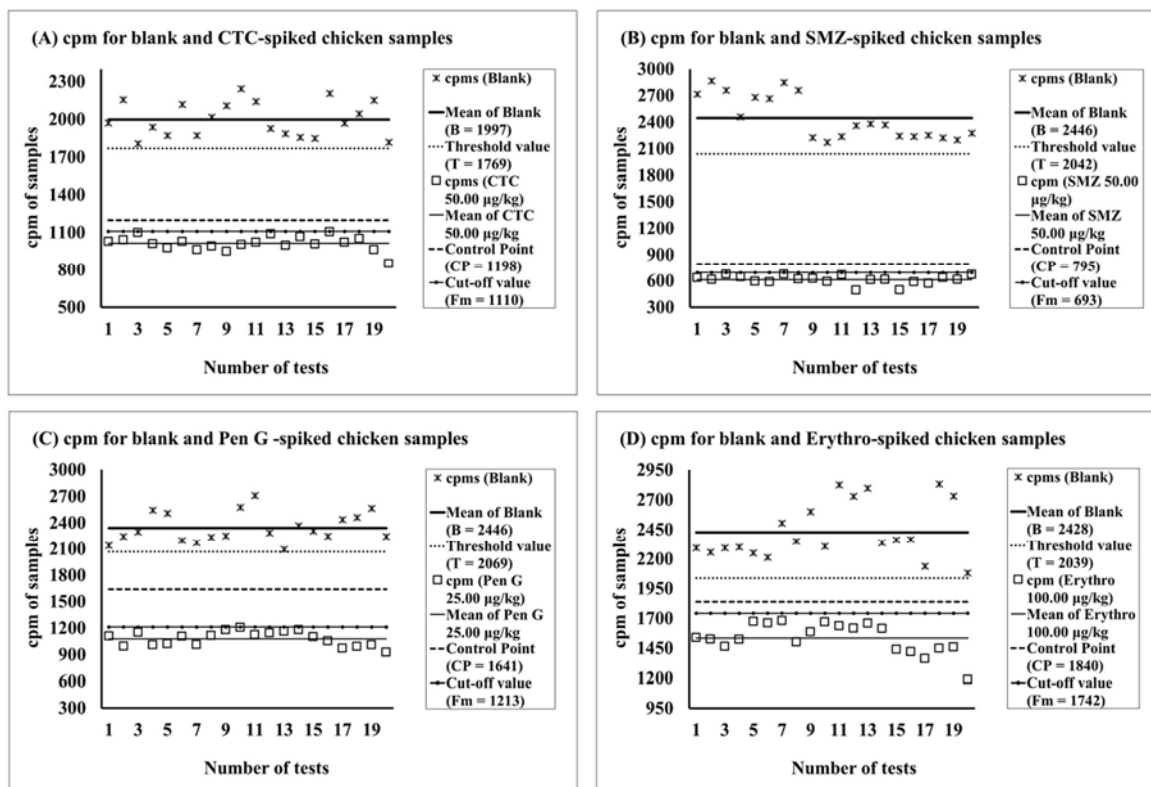 (A) cpm for blank and CTC-spiked chicken samples
cpm of samples
2300
2000
1700
1400
1100
800
500
1 3 5 7 9 11 13 15 17 19
Number of tests
cpms (Blank)
Mean of Blank
(B = 1997)
Threshold value
(T = 1769)
cpms (CTC
50.00 µg/kg)
Mean of CTC
50.00 µg/kg
Control Point
(CP = 1198)
Cut-off value
(Fm = 1110)
(B) cpm for blank and SMZ-spiked chicken samples
cpm of samples
3000
2700
2400
2100
1800
1500
1200
900
600
300
1 3 5 7 9 11 13 15 17 19
Number of tests
cpms (Blank)
Mean of Blank
(B = 2446)
Threshold value
(T = 2042)
cpm (SMZ 50.00
µg/kg)
Mean of SMZ
50.00 µg/kg
Control Point
(CP = 795)
Cut-off value
(Fm = 693)
(C) cpm for blank and Pen G -spiked chicken samples
cpm of samples
3000
2700
2400
2100
1800
1500
1200
900
600
300
1 3 5 7 9 11 13 15 17 19
Number of tests
cpms (Blank)
Mean of Blank
(B = 2446)
Threshold value
(T = 2069)
cpm (Pen G
25.00 µg/kg)
Mean of Pen G
25.00 µg/kg
Control Point
(CP = 1641)
Cut-off value
(Fm = 1213)
(D) cpm for blank and Erythro-spiked chicken samples
cpm of samples
2950
2700
2450
2200
1950
1700
1450
1200
950
1 3 5 7 9 11 13 15 17 19
Number of tests
cpms (Blank)
Mean of Blank
(B = 2428)
Threshold value
(T = 2039)
cpm (Erythro
100.00 µg/kg)
Mean of Erythro
100.00 µg/kg
Control Point
(CP = 1840)
Cut-off value
(Fm = 1742)